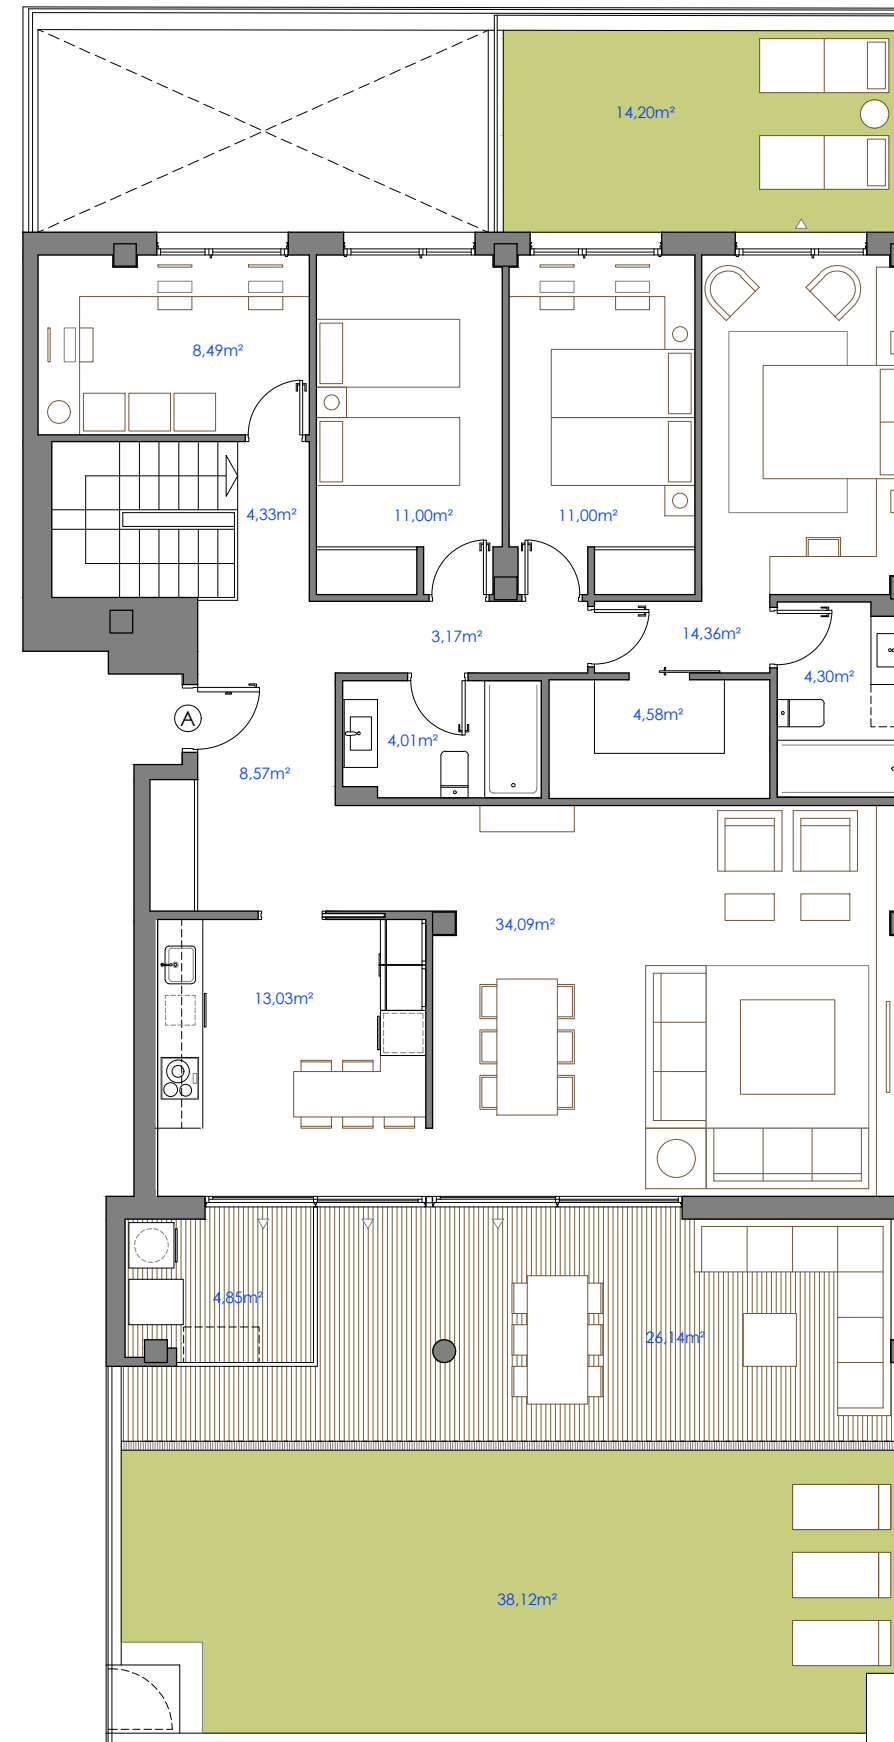 14,20m²
8,49m²
4,33m²
11,00m²
11,00m²
3,17m²
14,36m²
4,30m²
4,58m²
A
4,01m²
8,57m²
34,09m²
13,03m²
4,85m²
26,14m²
38,12m²